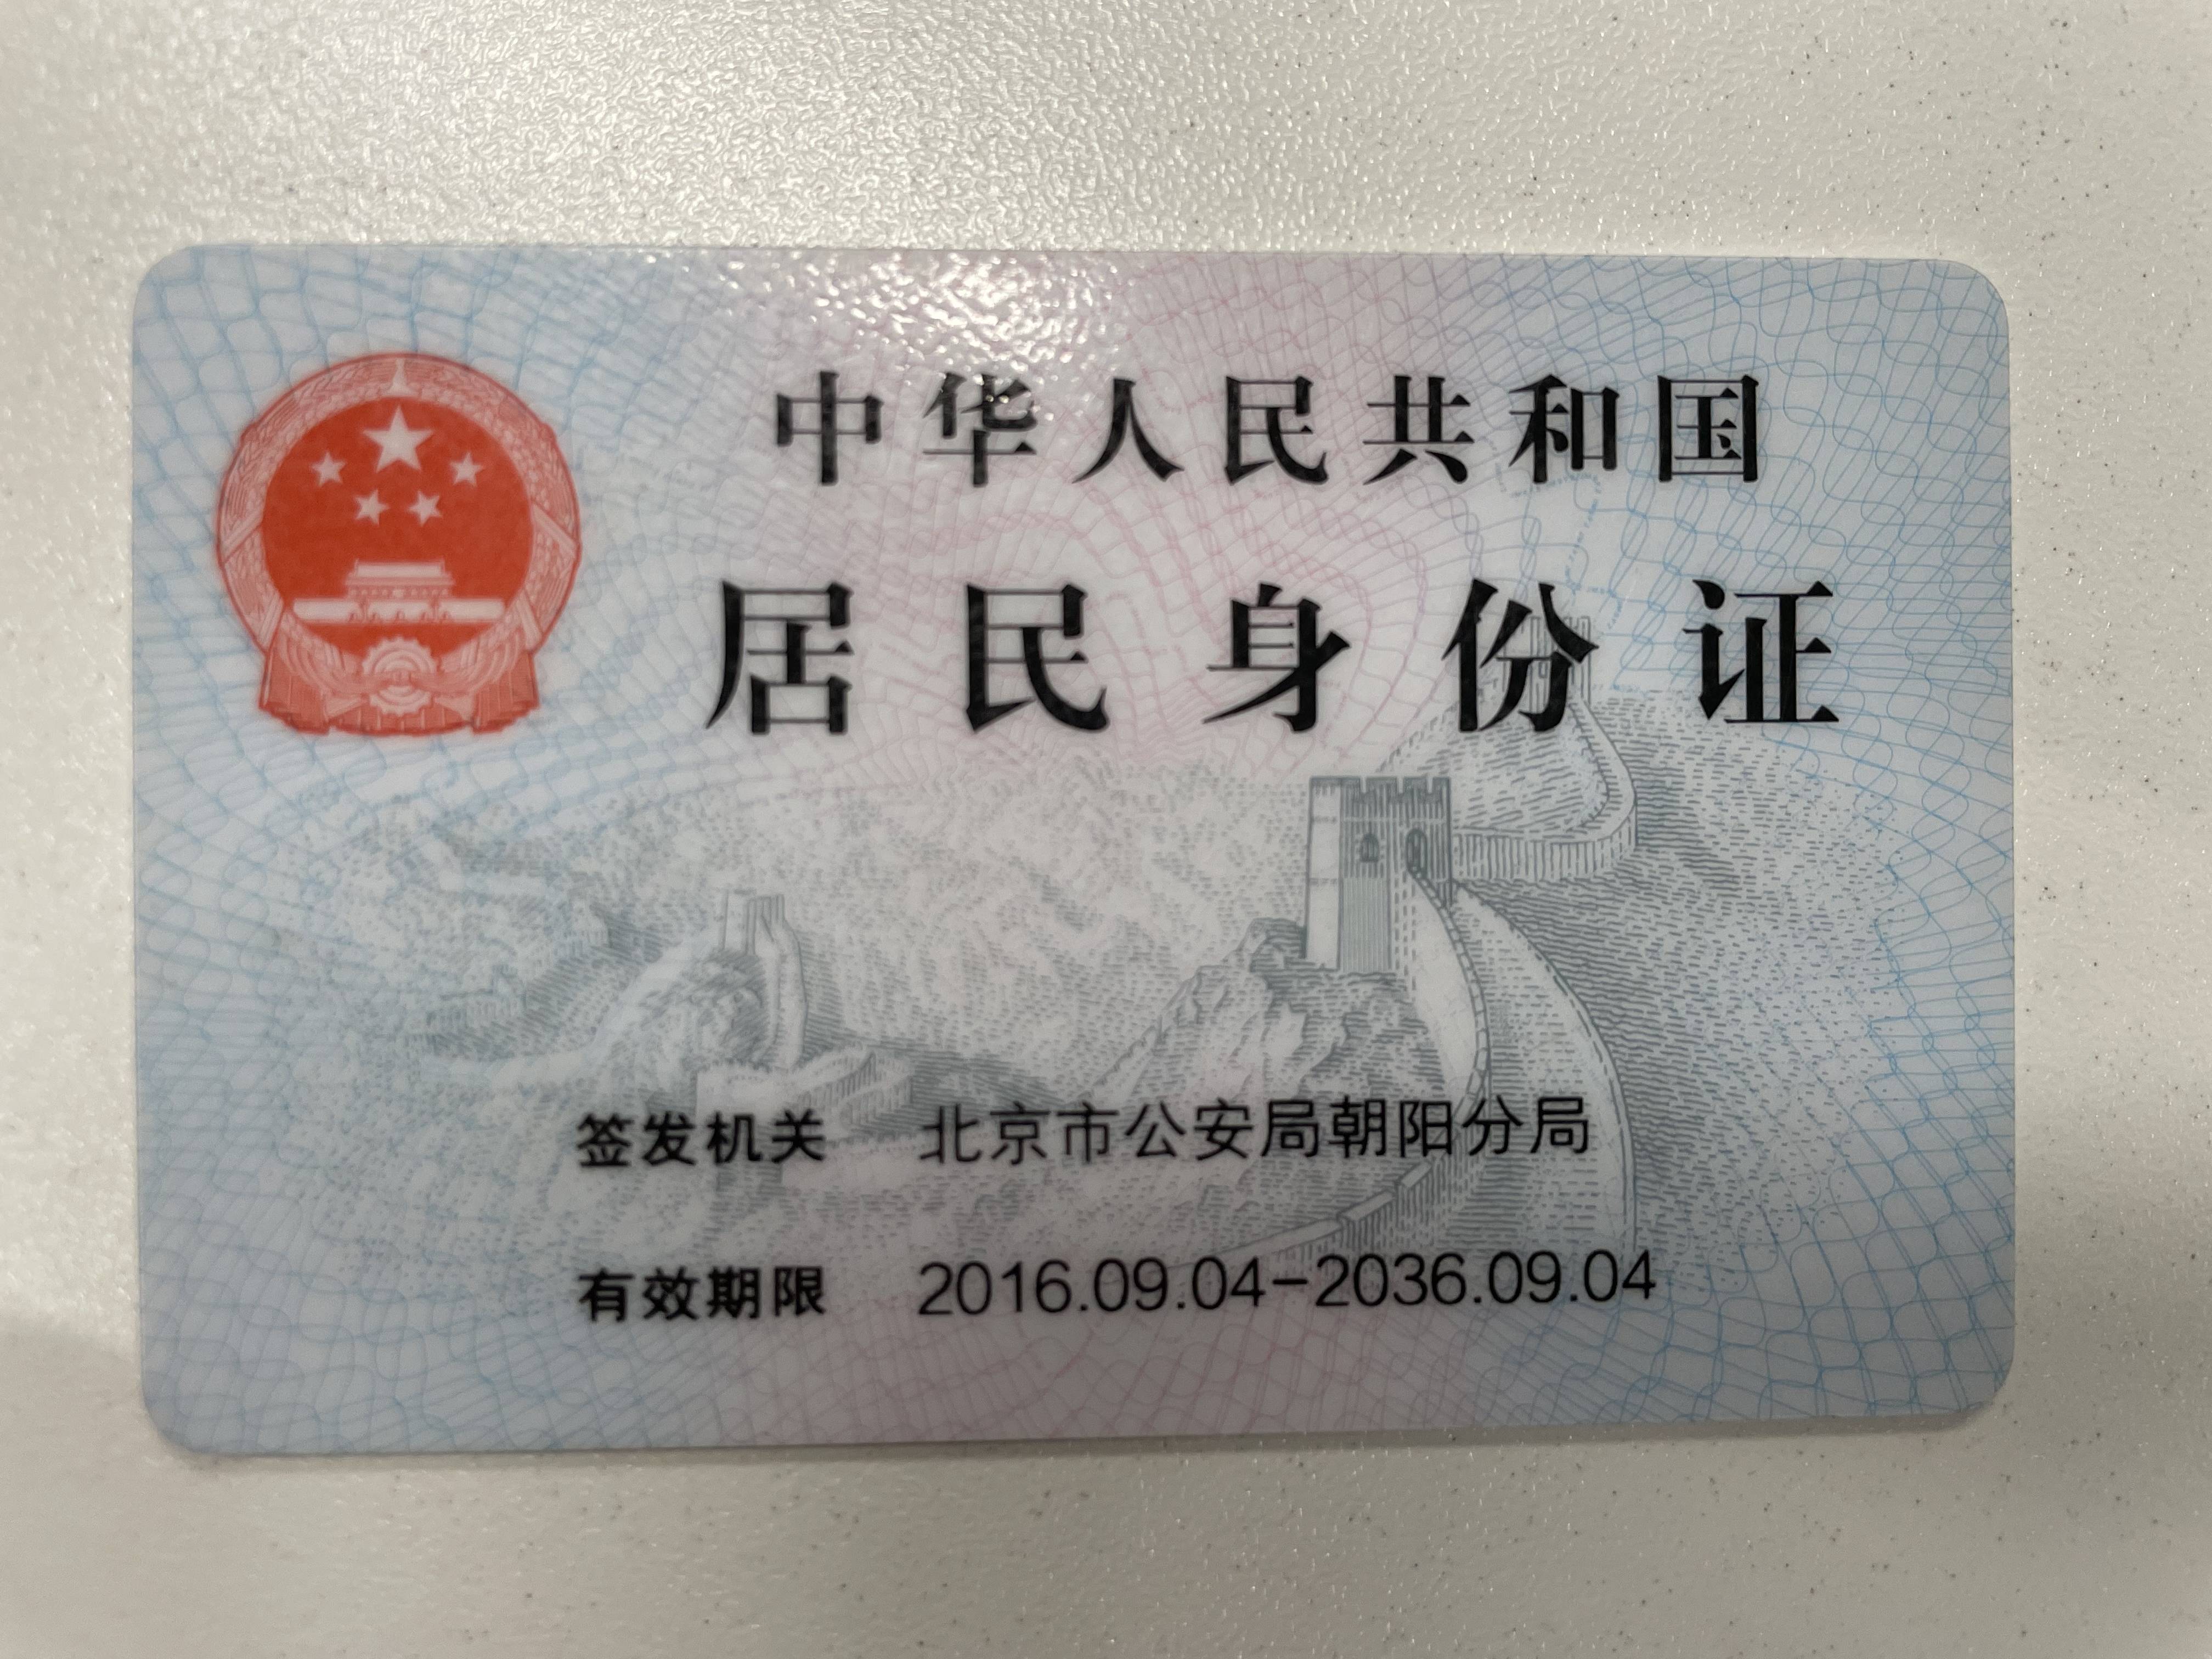 中华人民共和国
居民身份证
签发机关 北京市公安局朝阳分局
有效期限 2016.09.04-2036.09.04